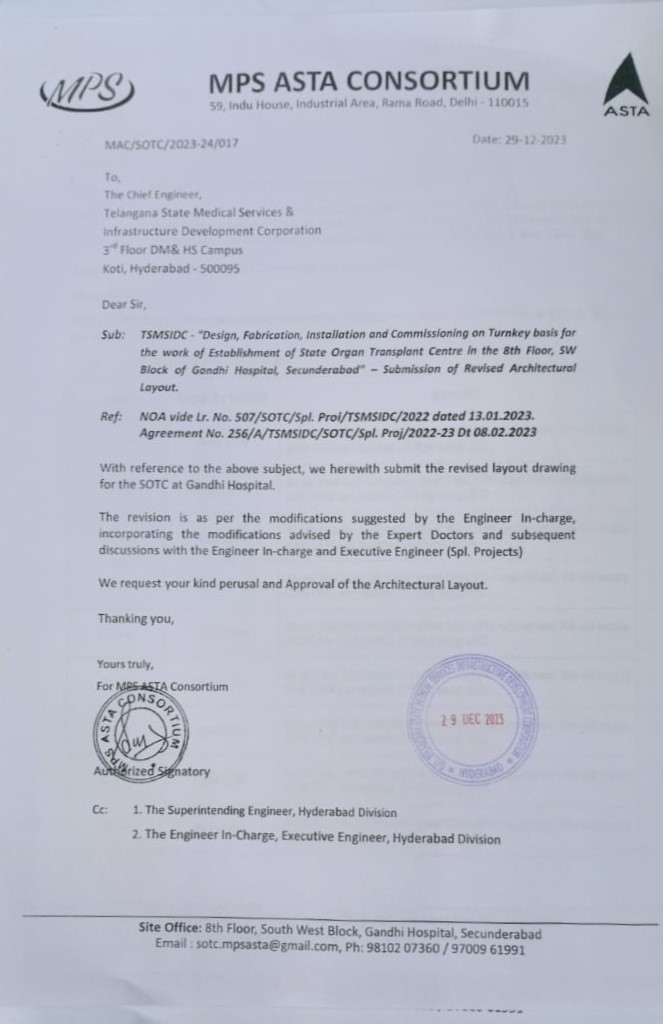 MPS
MPS ASTA CONSORTIUM
59, Indu House, Industrial Area, Rama Road, Delhi - 110015
ASTA
MAC/SOTC/2023-24/017
Date: 29-12-2023
To,
The Chief Engineer,
Telangana State Medical Services &
Infrastructure Development Corporation
3rd Floor DM& HS Campus
Koti, Hyderabad - 500095
Dear Sir,
Sub: TSMSIDC - "Design, Fabrication, Installation and Commissioning on Turnkey basis for
the work of Establishment of State Organ Transplant Centre in the 8th Floor, SW
Block of Gandhi Hospital, Secunderabad" – Submission of Revised Architectural
Layout.
Ref: NOA vide Lr. No. 507/SOTC/Spl. Proi/TSMSIDC/2022 dated 13.01.2023.
Agreement No. 256/A/TSMSIDC/SOTC/Spl. Proj/2022-23 Dt 08.02.2023
With reference to the above subject, we herewith submit the revised layout drawing
for the SOTC at Gandhi Hospital.
The revision is as per the modifications suggested by the Engineer In-charge,
incorporating the modifications advised by the Expert Doctors and subsequent
discussions with the Engineer In-charge and Executive Engineer (Spl. Projects)
We request your kind perusal and Approval of the Architectural Layout.
Thanking you,
Yours truly,
For MPS ASTA Consortium
MPS ASTA CONSORTIUM
Authorized Signatory
29 DEC 2023
HYDERABAD
Cc: 1. The Superintending Engineer, Hyderabad Division
2. The Engineer In-Charge, Executive Engineer, Hyderabad Division
Site Office: 8th Floor, South West Block, Gandhi Hospital, Secunderabad
Email : sotc.mpsasta@gmail.com, Ph: 98102 07360 / 97009 61991